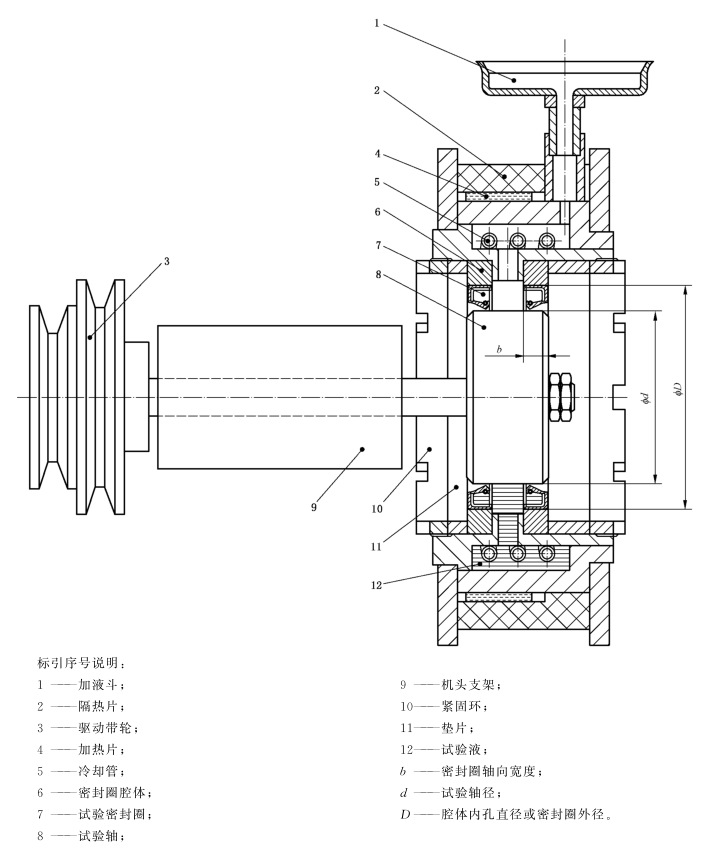 1
2
4
5
6
7
8
3
b
φd
φD
9
10
11
12
标引序号说明：
1 ——加液斗；
2 ——隔热片；
3 ——驱动带轮；
4 ——加热片；
5 ——冷却管；
6 ——密封圈腔体；
7 ——试验密封圈；
8 ——试验轴；
9 ——机头支架；
10——紧固环；
11——垫片；
12——试验液；
b ——密封圈轴向宽度；
d ——试验轴径；
D ——腔体内孔直径或密封圈外径。